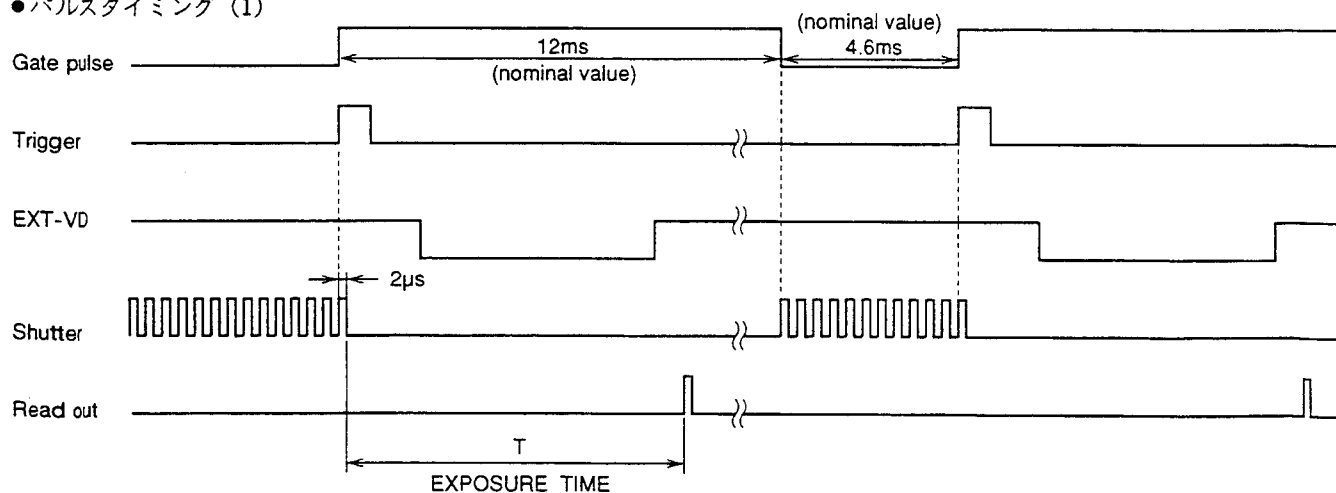 ●パルスタイミング (1)
Gate pulse
12ms
(nominal value)
(nominal value)
4.6ms
Trigger
EXT-VD
2μs
Shutter
Read out
T
EXPOSURE TIME